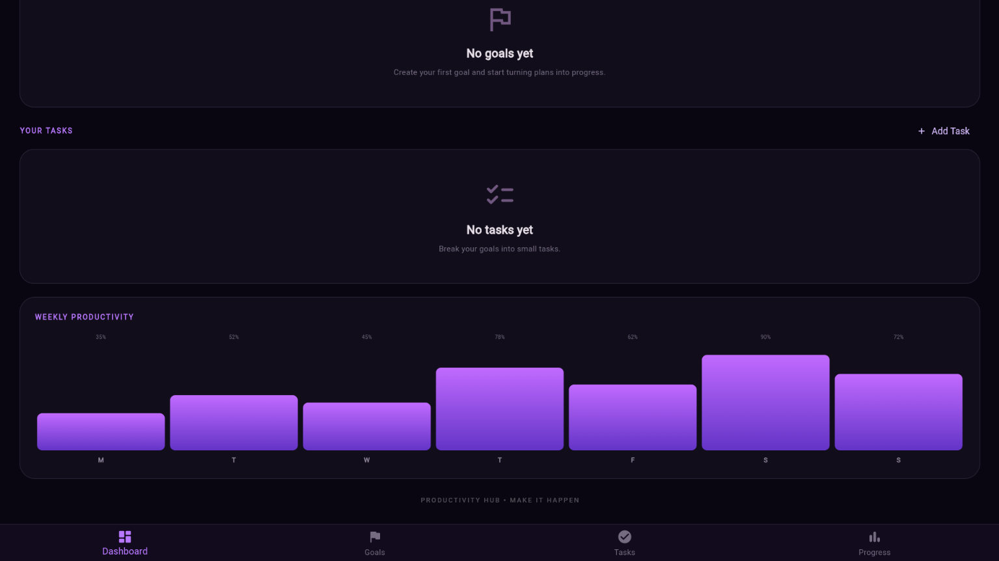 No goals yet
Create your first goal and start turning plans into progress.
YOUR TASKS
+ Add Task
No tasks yet
Break your goals into small tasks.
WEEKLY PRODUCTIVITY
35% 52% 45% 78% 62% 90% 72%
M T W T F S S
PRODUCTIVITY HUB • MAKE IT HAPPEN
Dashboard Goals Tasks Progress